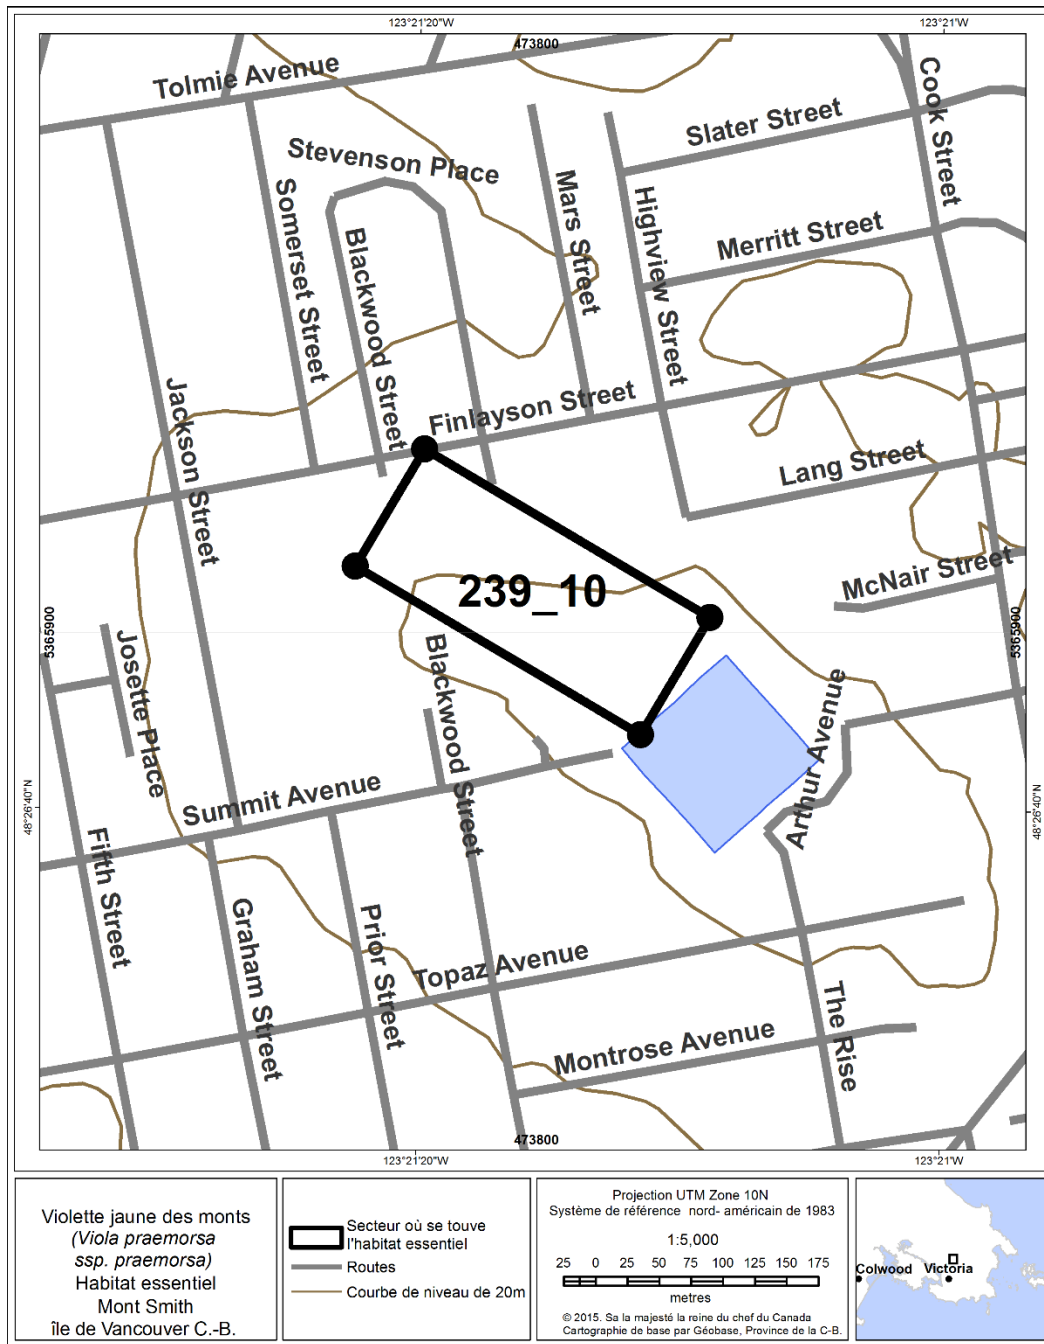 123°21'20"W
123°21'W
473800
Tolmie Avenue
Cook Street
Slater Street
Stevenson Place
Somerset Street
Mars Street
Highview Street
Blackwood Street
Merritt Street
Jackson Street
Finlayson Street
Lang Street
239_10
McNair Street
5365900
5365900
Josette Place
Blackwood Street
Arthur Avenue
48°26'40"N
48°26'40"N
Summit Avenue
Fifth Street
Graham Street
Prior Street
Topaz Avenue
The Rise
Montrose Avenue
473800
123°21'20"W
123°21'W
Violette jaune des monts
(Viola praemorsa
ssp. praemorsa)
Habitat essentiel
Mont Smith
île de Vancouver C.-B.
Secteur où se touve
l'habitat essentiel
Routes
Courbe de niveau de 20m
Projection UTM Zone 10N
Système de référence nord- américain de 1983
1:5,000
25 0 25 50 75 100 125 150 175
metres
© 2015. Sa la majesté la reine du chef du Canada
Cartographie de base par Géobase, Province de la C-B.
Colwood
Victoria